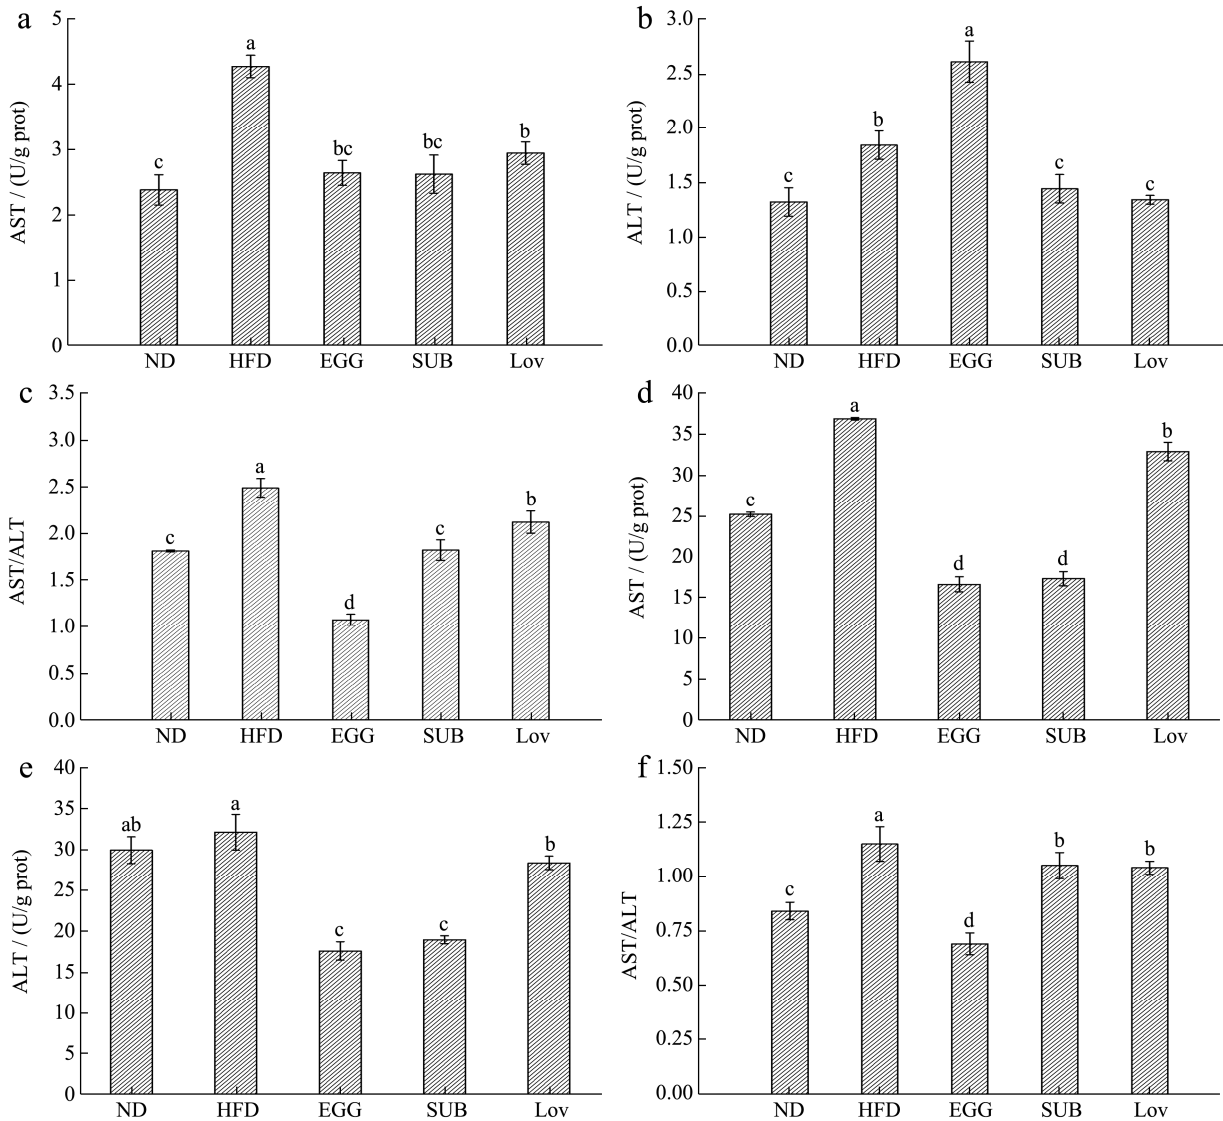 a
AST / (U/g prot)
5
4
3
2
1
0
c
a
bc
bc
b
ND HFD EGG SUB Lov
b
ALT / (U/g prot)
3.0
2.5
2.0
1.5
1.0
0.5
0.0
c
b
a
c
c
ND HFD EGG SUB Lov
c
AST/ALT
3.5
3.0
2.5
2.0
1.5
1.0
0.5
0.0
c
a
d
c
b
ND HFD EGG SUB Lov
d
AST / (U/g prot)
40
35
30
25
20
15
10
5
0
c
a
d
d
b
ND HFD EGG SUB Lov
e
ALT / (U/g prot)
40
35
30
25
20
15
10
5
0
ab
a
c
c
b
ND HFD EGG SUB Lov
f
AST/ALT
1.50
1.25
1.00
0.75
0.50
0.25
0.00
c
a
d
b
b
ND HFD EGG SUB Lov